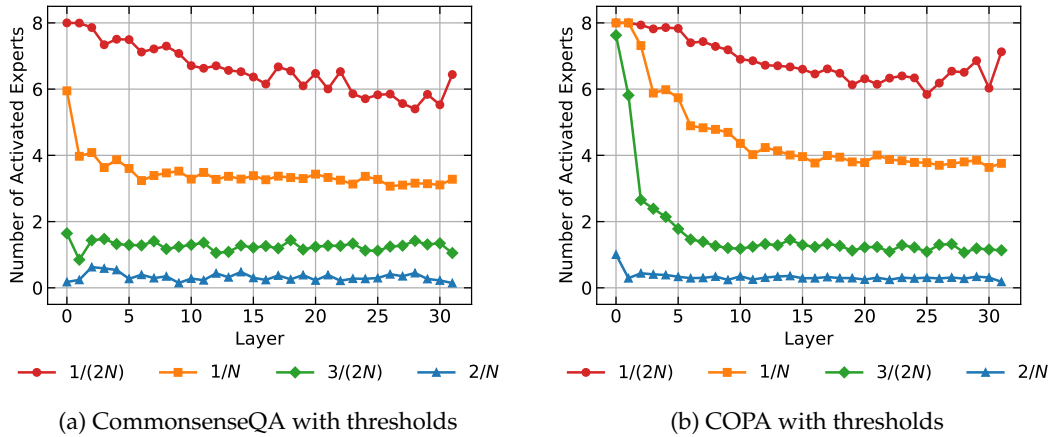 Number of Activated Experts
8
6
4
2
0
0 5 10 15 20 25 30
Layer
1/(2N) 1/N 3/(2N) 2/N
(a) CommonsenseQA with thresholds
Number of Activated Experts
8
6
4
2
0
0 5 10 15 20 25 30
Layer
1/(2N) 1/N 3/(2N) 2/N
(b) COPA with thresholds